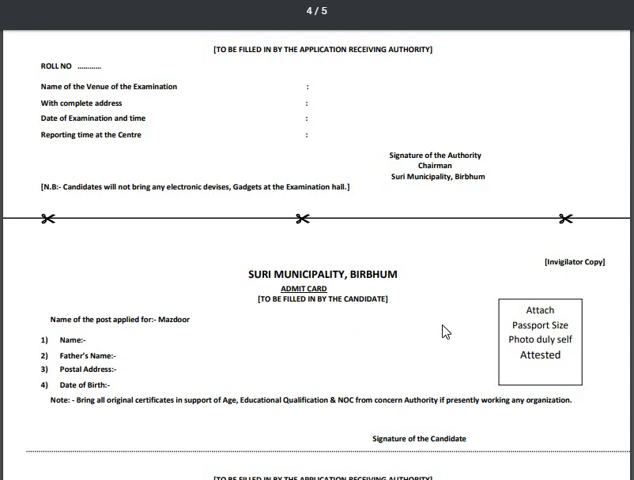 4 / 5
[TO BE FILLED IN BY THE APPLICATION RECEIVING AUTHORITY]
ROLL NO ............
Name of the Venue of the Examination :
With complete address :
Date of Examination and time :
Reporting time at the Centre :
Signature of the Authority
Chairman
Suri Municipality, Birbhum
[N.B:- Candidates will not bring any electronic devises, Gadgets at the Examination hall.]
[Invigilator Copy]
SURI MUNICIPALITY, BIRBHUM
ADMIT CARD
[TO BE FILLED IN BY THE CANDIDATE]
Attach
Passport Size
Photo duly self
Attested
Name of the post applied for:- Mazdoor
1) Name:-
2) Father's Name:-
3) Postal Address:-
4) Date of Birth:-
Note: - Bring all original certificates in support of Age, Educational Qualification & NOC from concern Authority if presently working any organization.
Signature of the Candidate
[TO BE FILLED IN BY THE APPLICATION RECEIVING AUTHORITY]